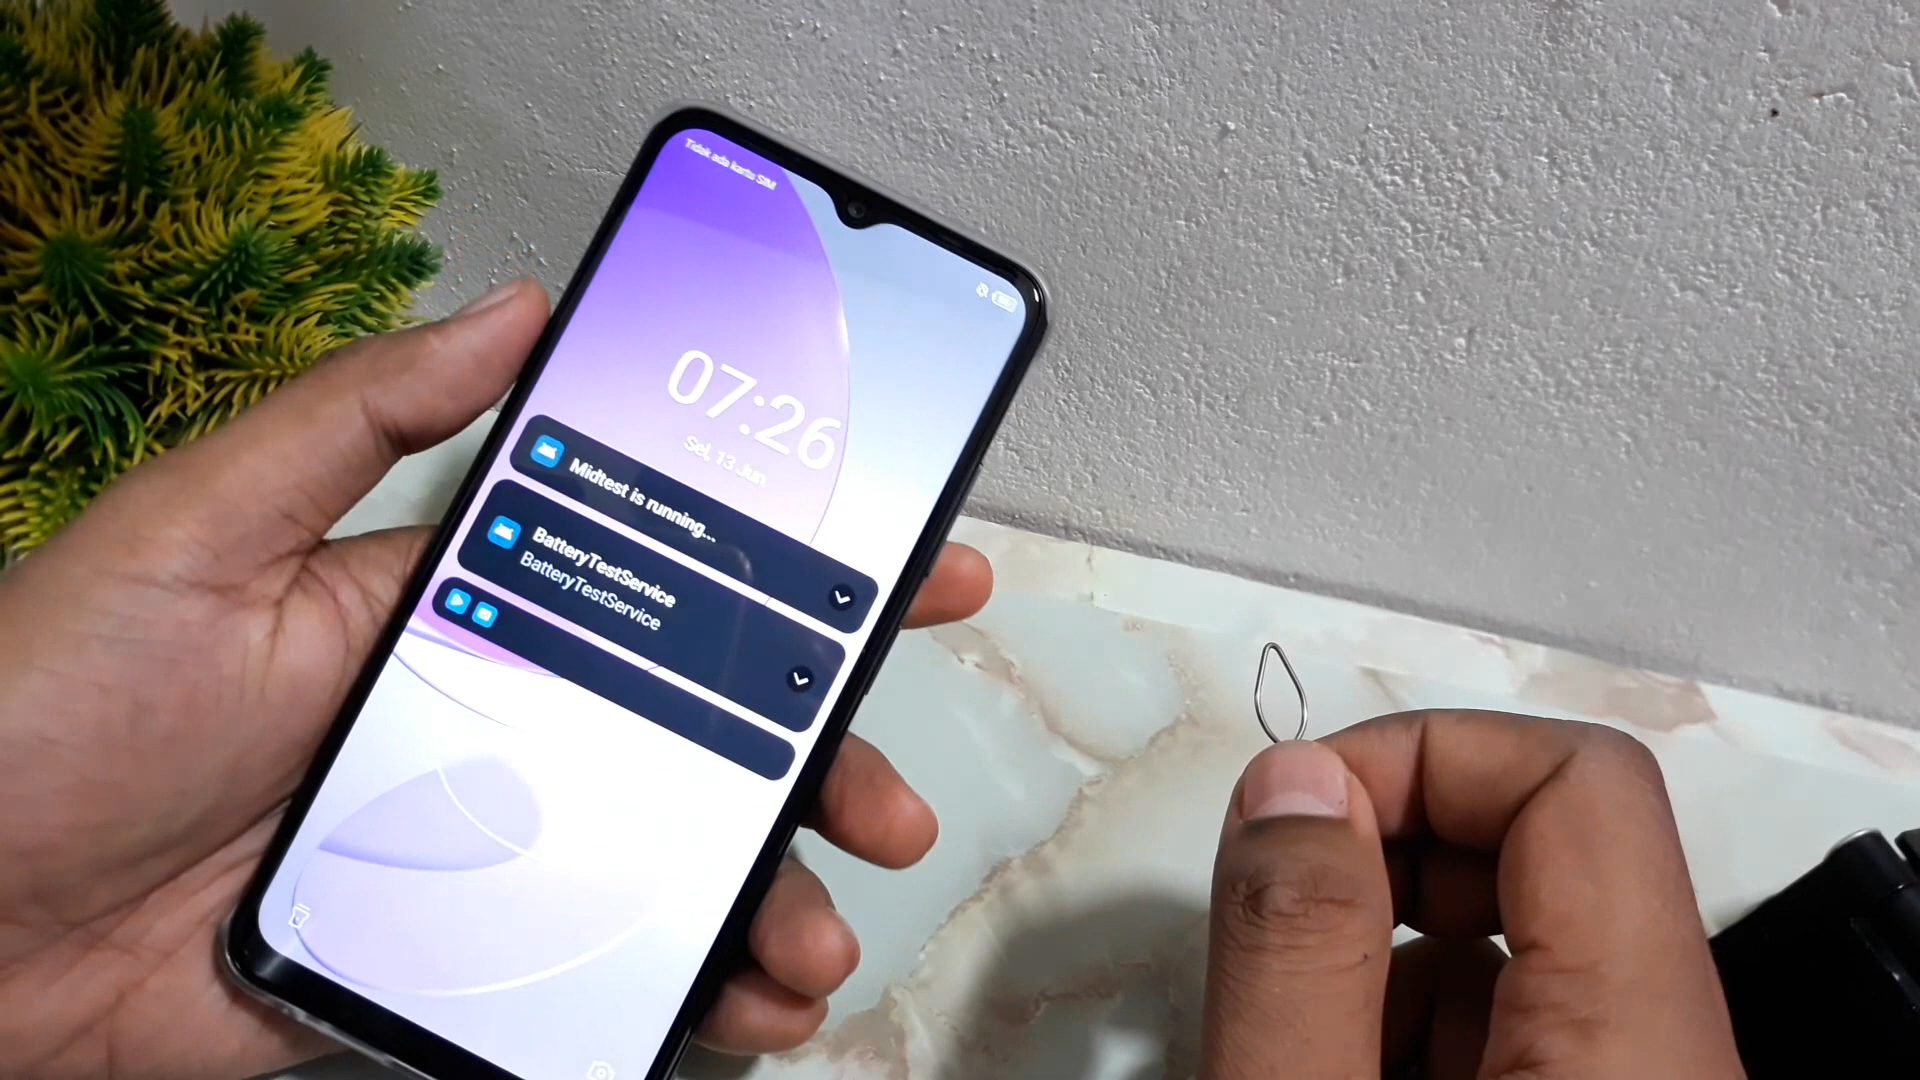 Tidak ada kartu SIM
07:26
Sel, 13 Jun
Midtest is running...
BatteryTestService
BatteryTestService